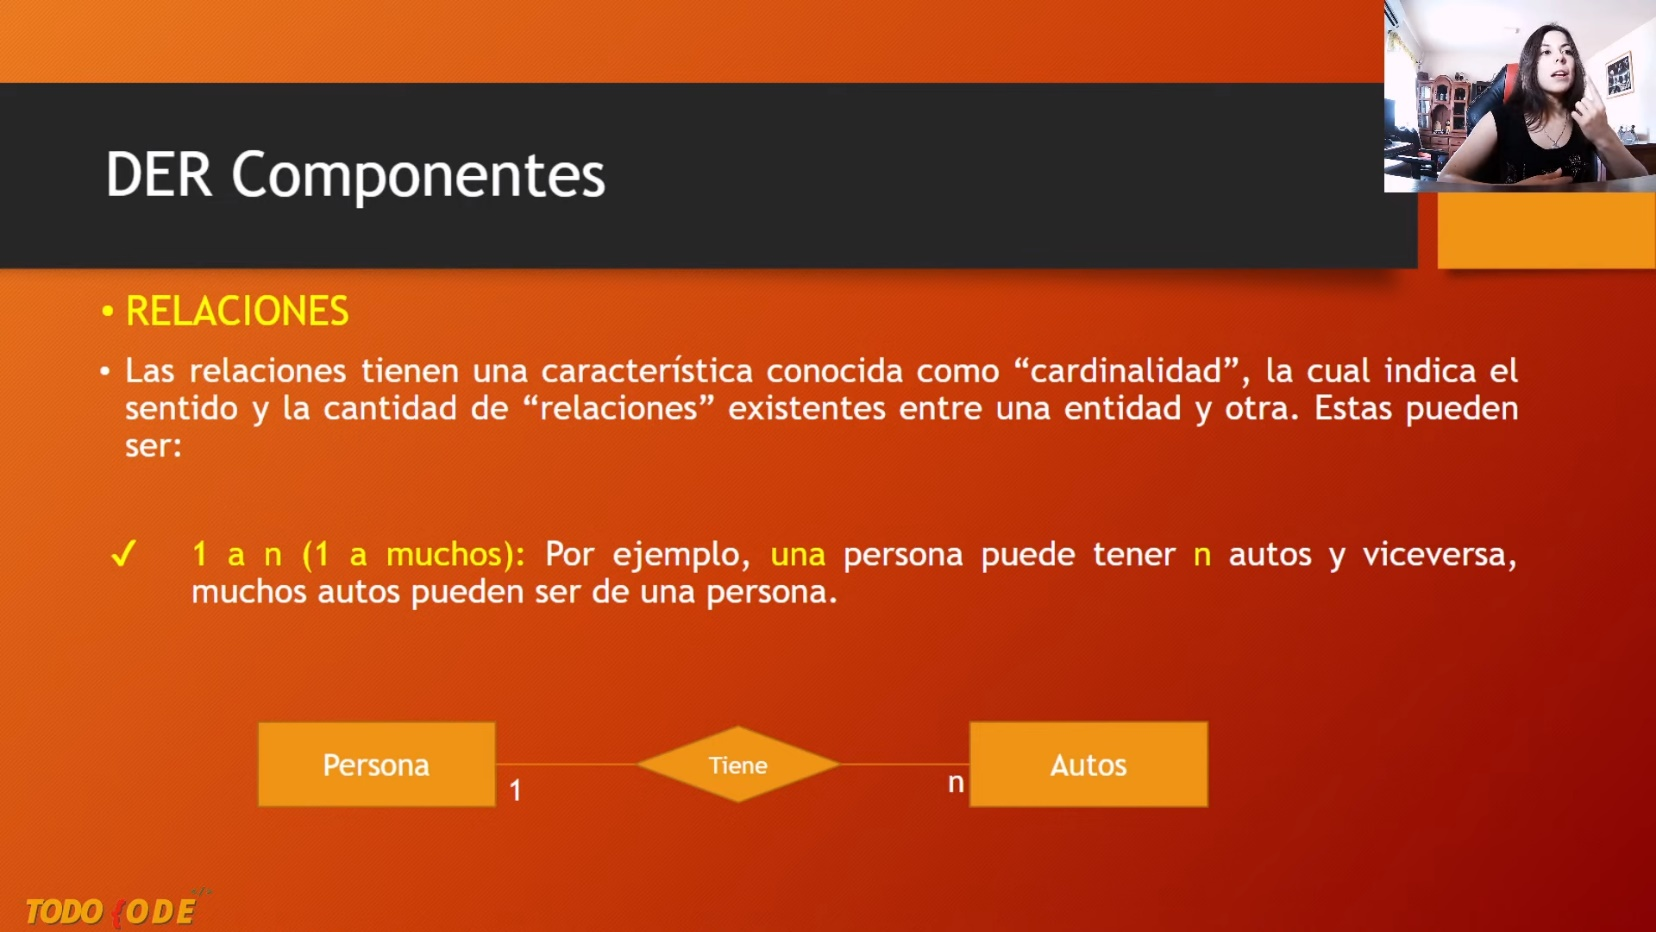 DER Componentes
• RELACIONES
• Las relaciones tienen una característica conocida como “cardinalidad”, la cual indica el
sentido y la cantidad de “relaciones” existentes entre una entidad y otra. Estas pueden
ser:
✓ 1 a n (1 a muchos): Por ejemplo, una persona puede tener n autos y viceversa,
muchos autos pueden ser de una persona.
Persona
1
Tiene
n
Autos
</>
TODO {ODE